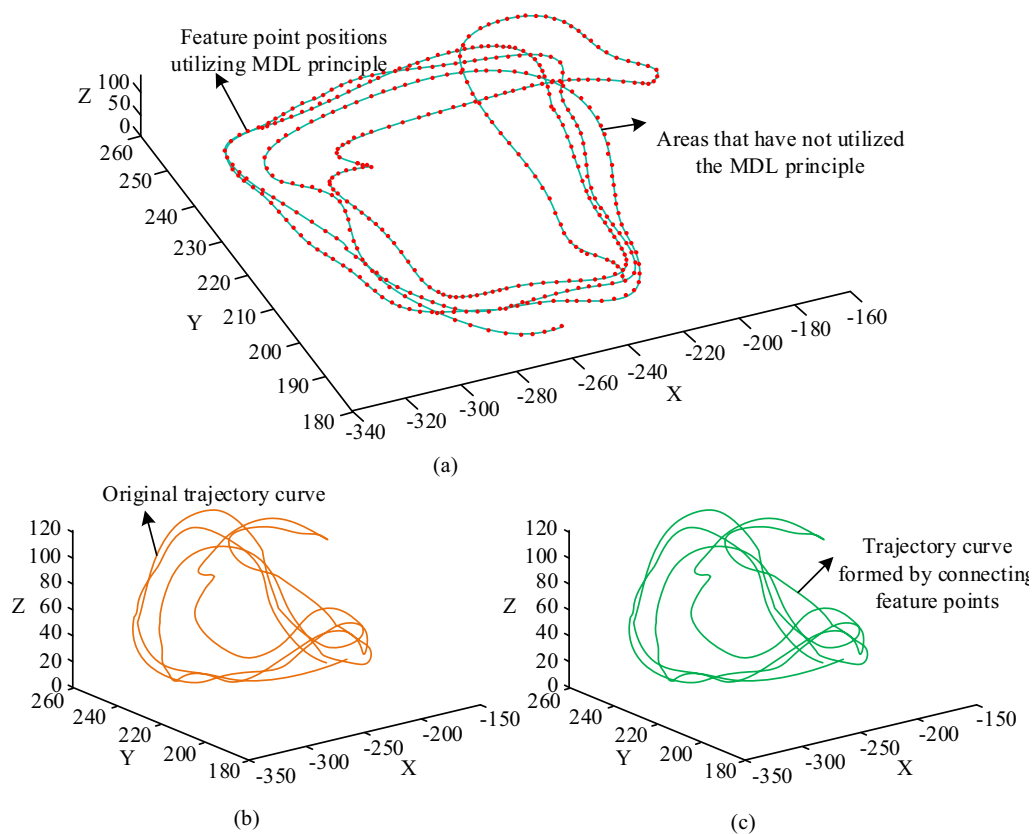 Feature point positions
utilizing MDL principle
Areas that have not utilized
the MDL principle
Z
100
50
0
260
250
240
230
220
210
200
190
180
Y
-340
-320
-300
-280
-260
-240
-220
-200
-180
-160
X
(a)
Original trajectory curve
120
100
80
60
40
20
0
Z
260
240
220
200
180
Y
-350
-300
-250
-200
-150
X
(b)
Trajectory curve
formed by connecting
feature points
120
100
80
60
40
20
0
Z
260
240
220
200
180
Y
-350
-300
-250
-200
-150
X
(c)